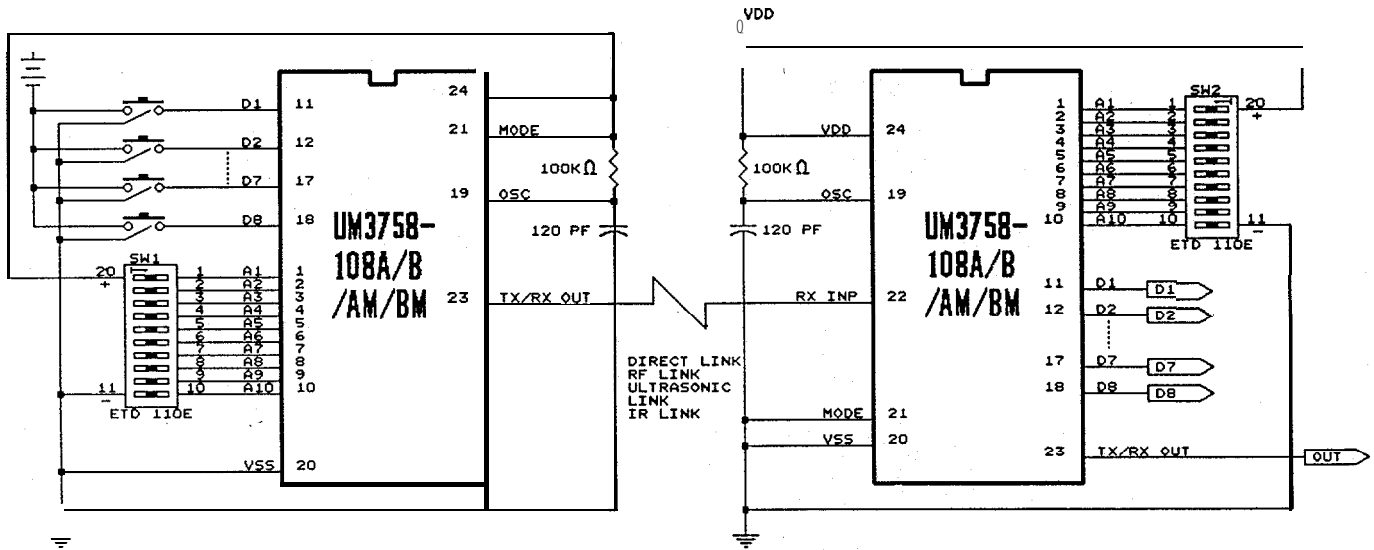 VDD
24
D1
11
21
MODE
D2
12
100KΩ
D7
17
19
OSC
D8
18
UM3758-
108A/B
/AM/BM
120 PF
SW1
20
+
1 A1 1
2 A2 2
3 A3 3
4 A4 4
5 A5 5
6 A6 6
7 A7 7
8 A8 8
9 A9 9
10 A10 10
11
-
ETD 110E
23
TX/RX OUT
VSS
20
DIRECT LINK
RF LINK
ULTRASONIC
LINK
IR LINK
VDD
24
100KΩ
OSC
19
120 PF
UM3758-
108A/B
/AM/BM
RX INP
22
MODE
21
VSS
20
SW2
20
+
1 A1 1
2 A2 2
3 A3 3
4 A4 4
5 A5 5
6 A6 6
7 A7 7
8 A8 8
9 A9 9
10 A10 10
11
-
ETD 110E
11 D1 D1
12 D2 D2
17 D7 D7
18 D8 D8
23 TX/RX OUT OUT